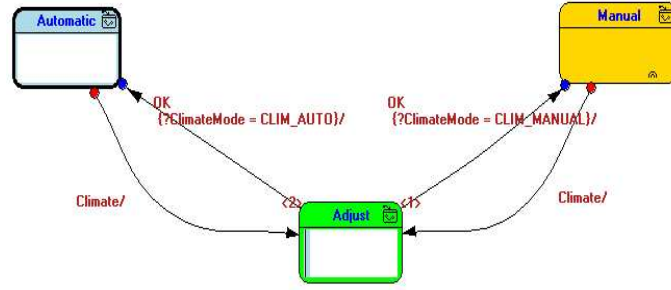 Automatic
Manual
OK
{?ClimateMode = CLIM_AUTO}/
OK
{?ClimateMode = CLIM_MANUAL}/
Climate/
<2>
Adjust
<1>
Climate/